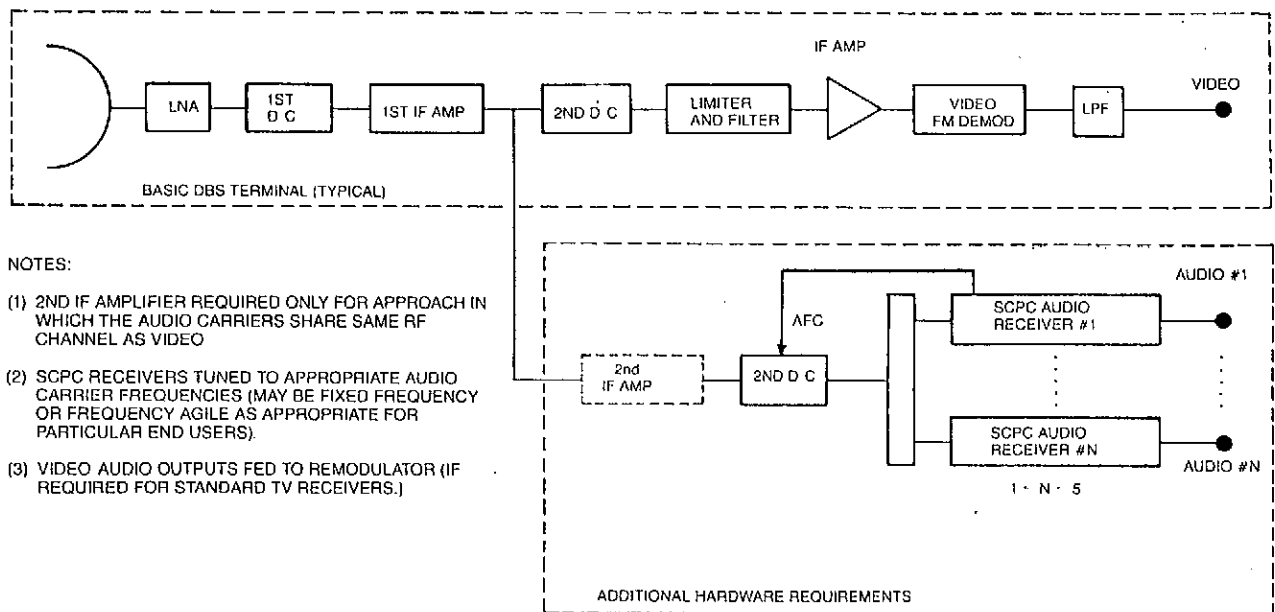 IF AMP
VIDEO
LNA
1ST
D C
1ST IF AMP
2ND D C
LIMITER
AND FILTER
VIDEO
FM DEMOD
LPF
BASIC DBS TERMINAL (TYPICAL)
NOTES:
(1) 2ND IF AMPLIFIER REQUIRED ONLY FOR APPROACH IN
WHICH THE AUDIO CARRIERS SHARE SAME RF
CHANNEL AS VIDEO
(2) SCPC RECEIVERS TUNED TO APPROPRIATE AUDIO
CARRIER FREQUENCIES (MAY BE FIXED FREQUENCY
OR FREQUENCY AGILE AS APPROPRIATE FOR
PARTICULAR END USERS).
(3) VIDEO AUDIO OUTPUTS FED TO REMODULATOR (IF
REQUIRED FOR STANDARD TV RECEIVERS.)
AUDIO #1
SCPC AUDIO
RECEIVER #1
AFC
2nd
IF AMP
2ND D C
SCPC AUDIO
RECEIVER #N
AUDIO #N
1 - N - 5
ADDITIONAL HARDWARE REQUIREMENTS